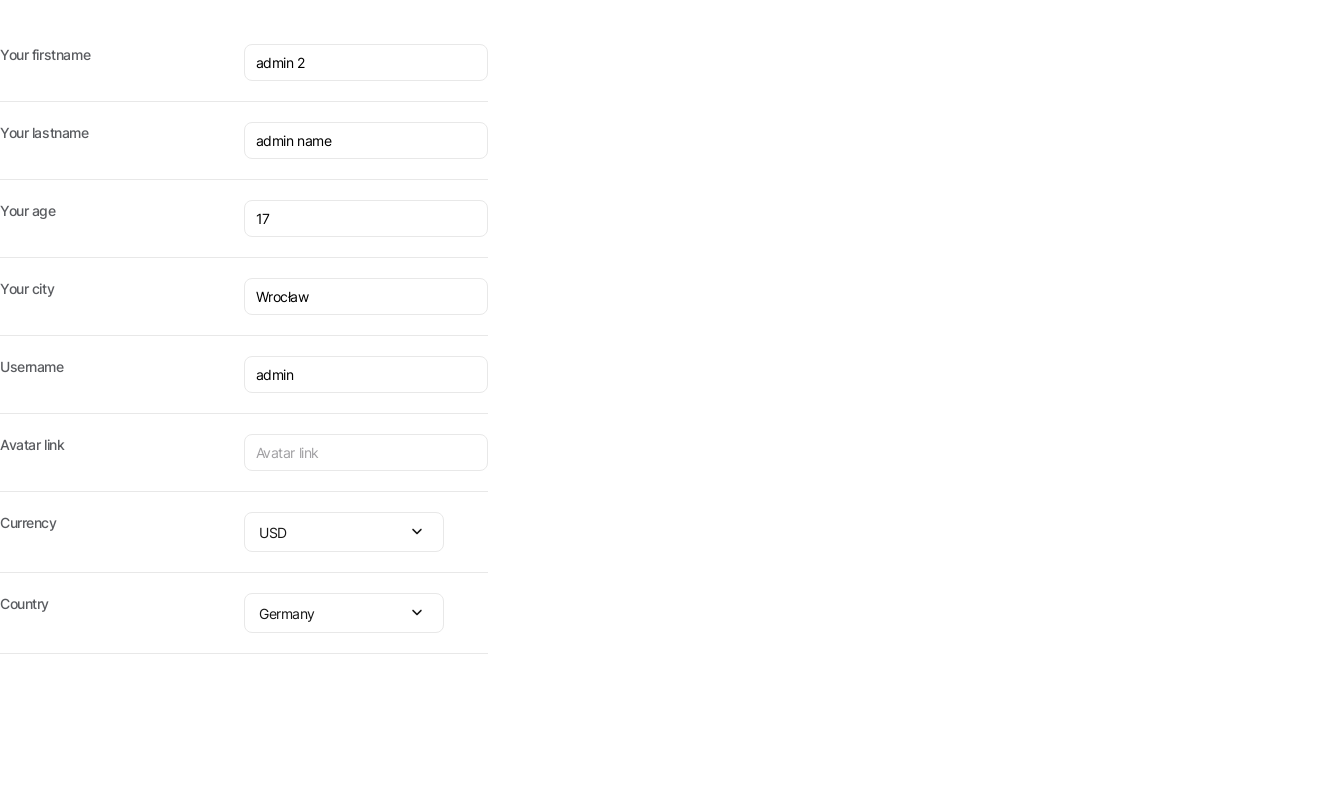 Your firstname
admin 2
Your lastname
admin name
Your age
17
Your city
Wrocław
Username
admin
Avatar link
Avatar link
Currency
USD
Country
Germany